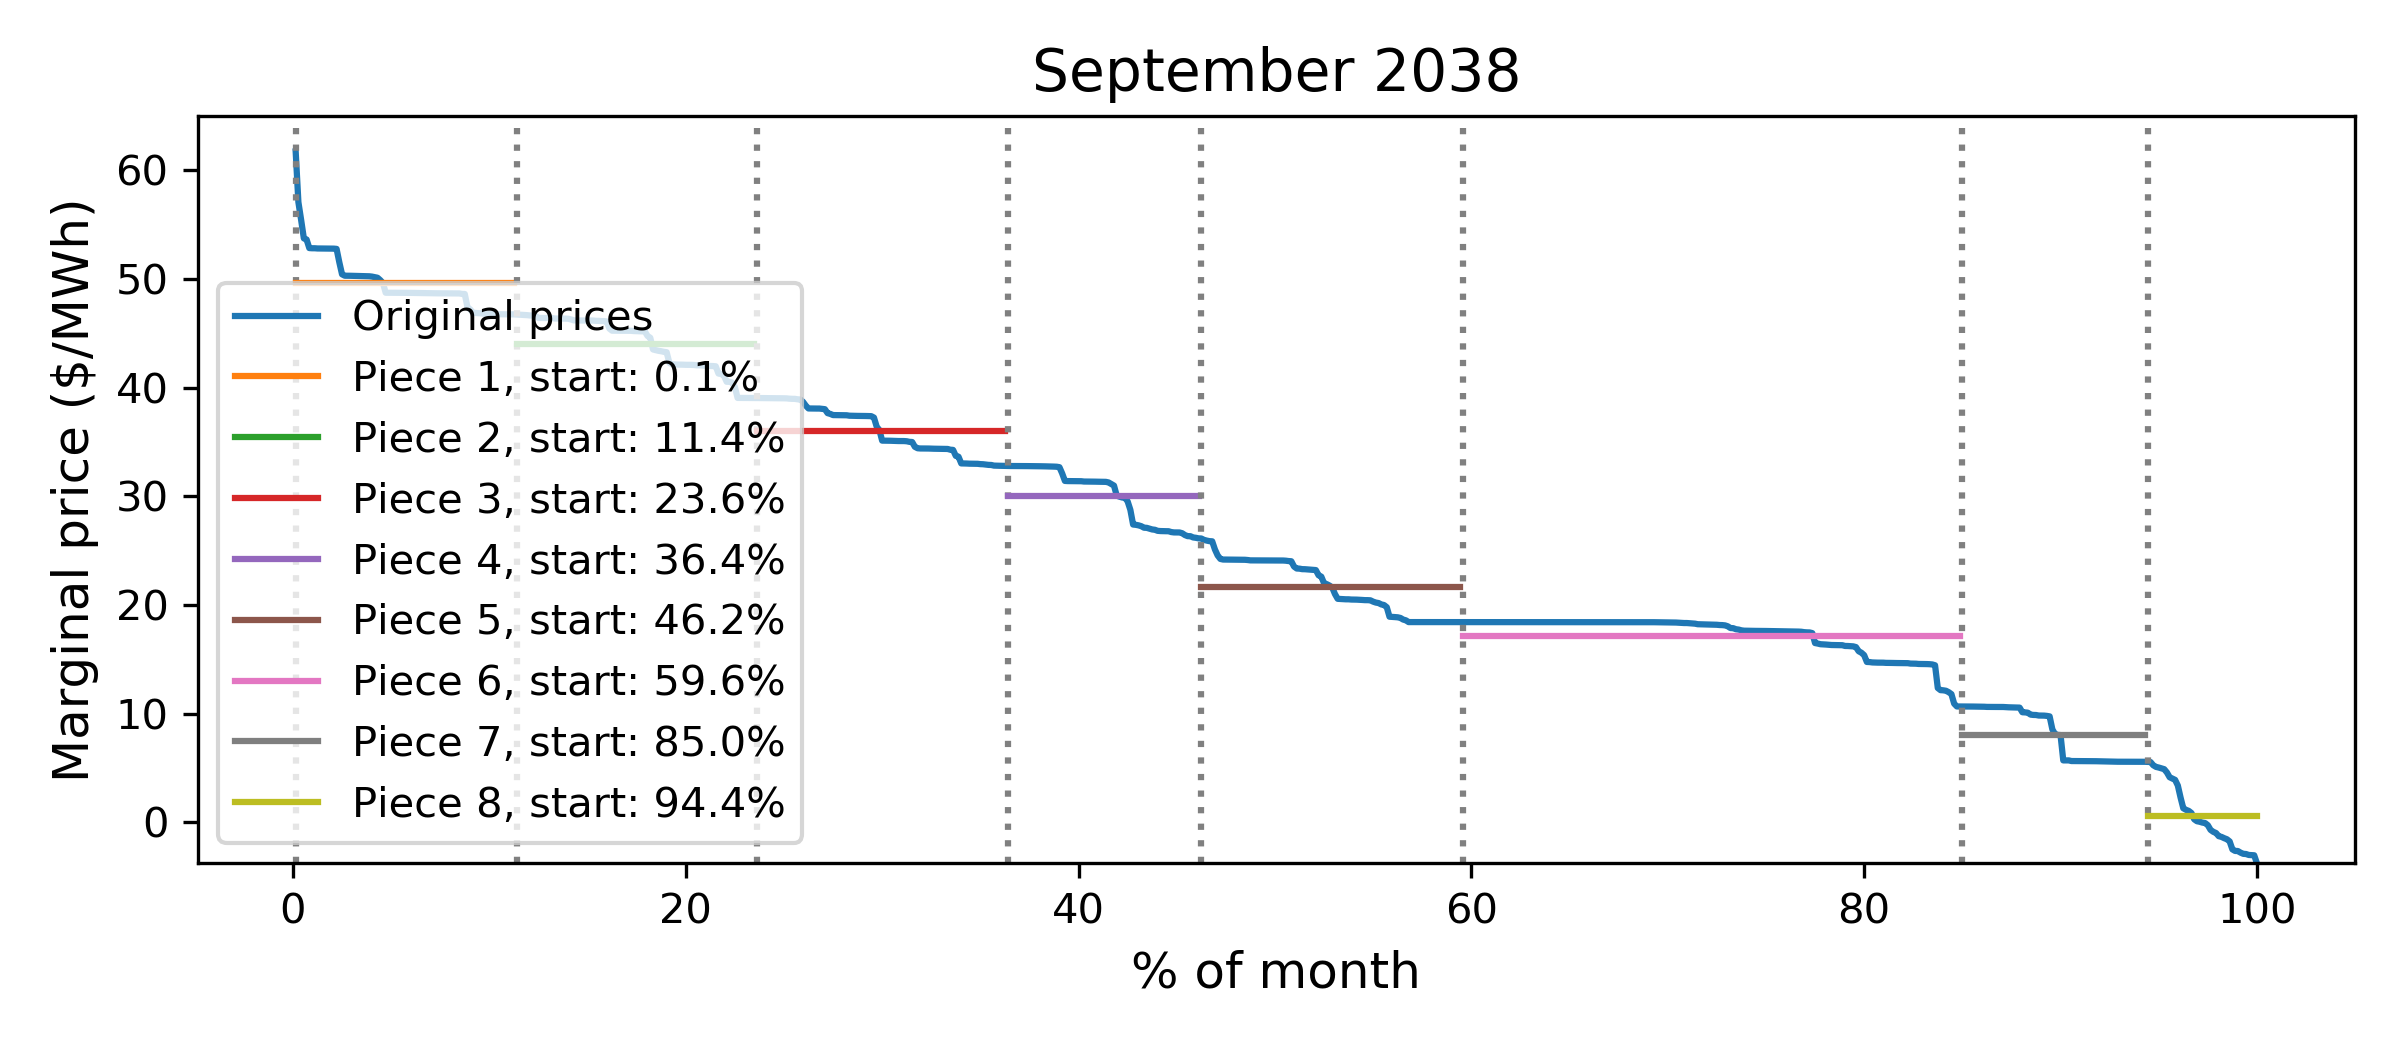 September 2038
Marginal price ($/MWh)
60
50
40
30
20
10
0
Original prices
Piece 1, start: 0.1%
Piece 2, start: 11.4%
Piece 3, start: 23.6%
Piece 4, start: 36.4%
Piece 5, start: 46.2%
Piece 6, start: 59.6%
Piece 7, start: 85.0%
Piece 8, start: 94.4%
0 20 40 60 80 100
% of month